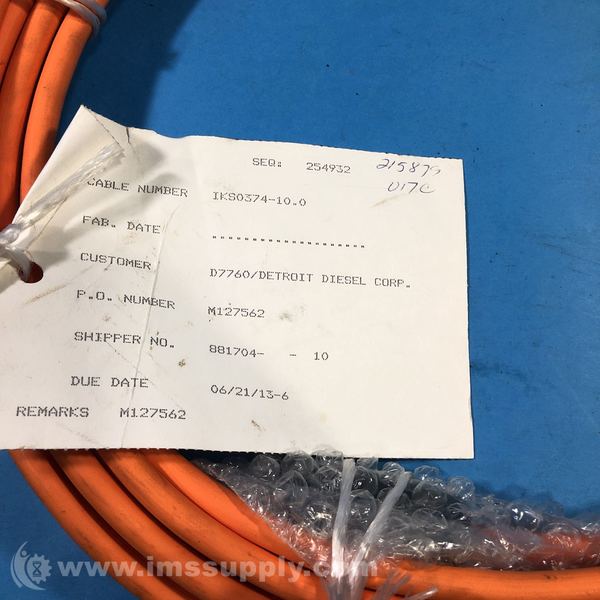 SEQ: 254932
215879
017C
CABLE NUMBER IKS0374-10.0
FAB. DATE ....................
CUSTOMER D7760/DETROIT DIESEL CORP.
P.O. NUMBER M127562
SHIPPER NO. 881704- - 10
DUE DATE 06/21/13-6
REMARKS M127562
www.imssupply.com